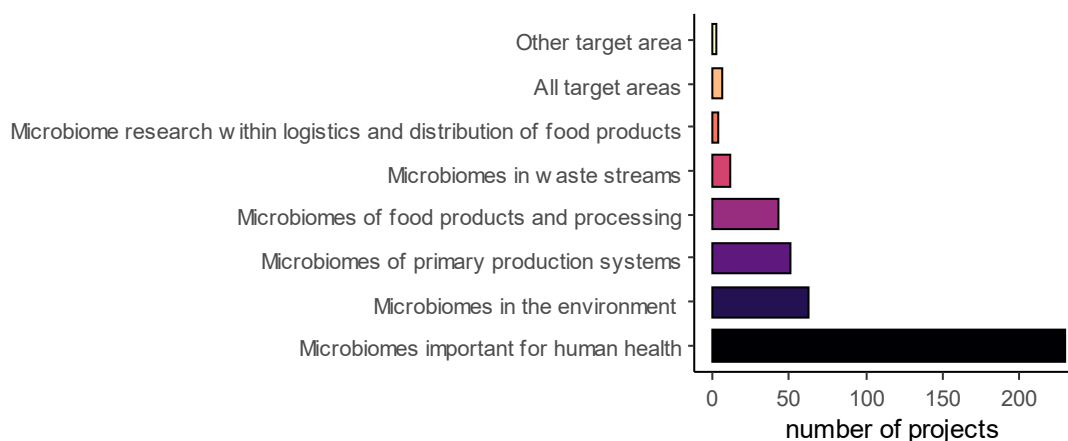 Other target area
All target areas
Microbiome research within logistics and distribution of food products
Microbiomes in waste streams
Microbiomes of food products and processing
Microbiomes of primary production systems
Microbiomes in the environment
Microbiomes important for human health
0 50 100 150 200
number of projects